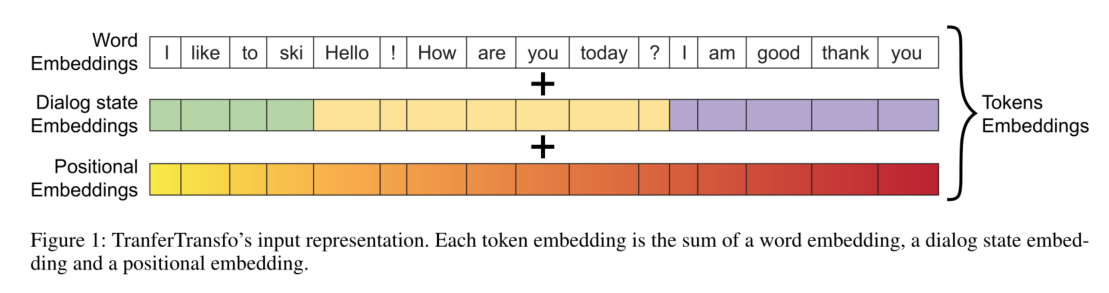 Word Embeddings
I like to ski Hello ! How are you today ? I am good thank you
+
Dialog state Embeddings
+
Positional Embeddings
Tokens Embeddings
Figure 1: TranferTransfo's input representation. Each token embedding is the sum of a word embedding, a dialog state embed-
ding and a positional embedding.